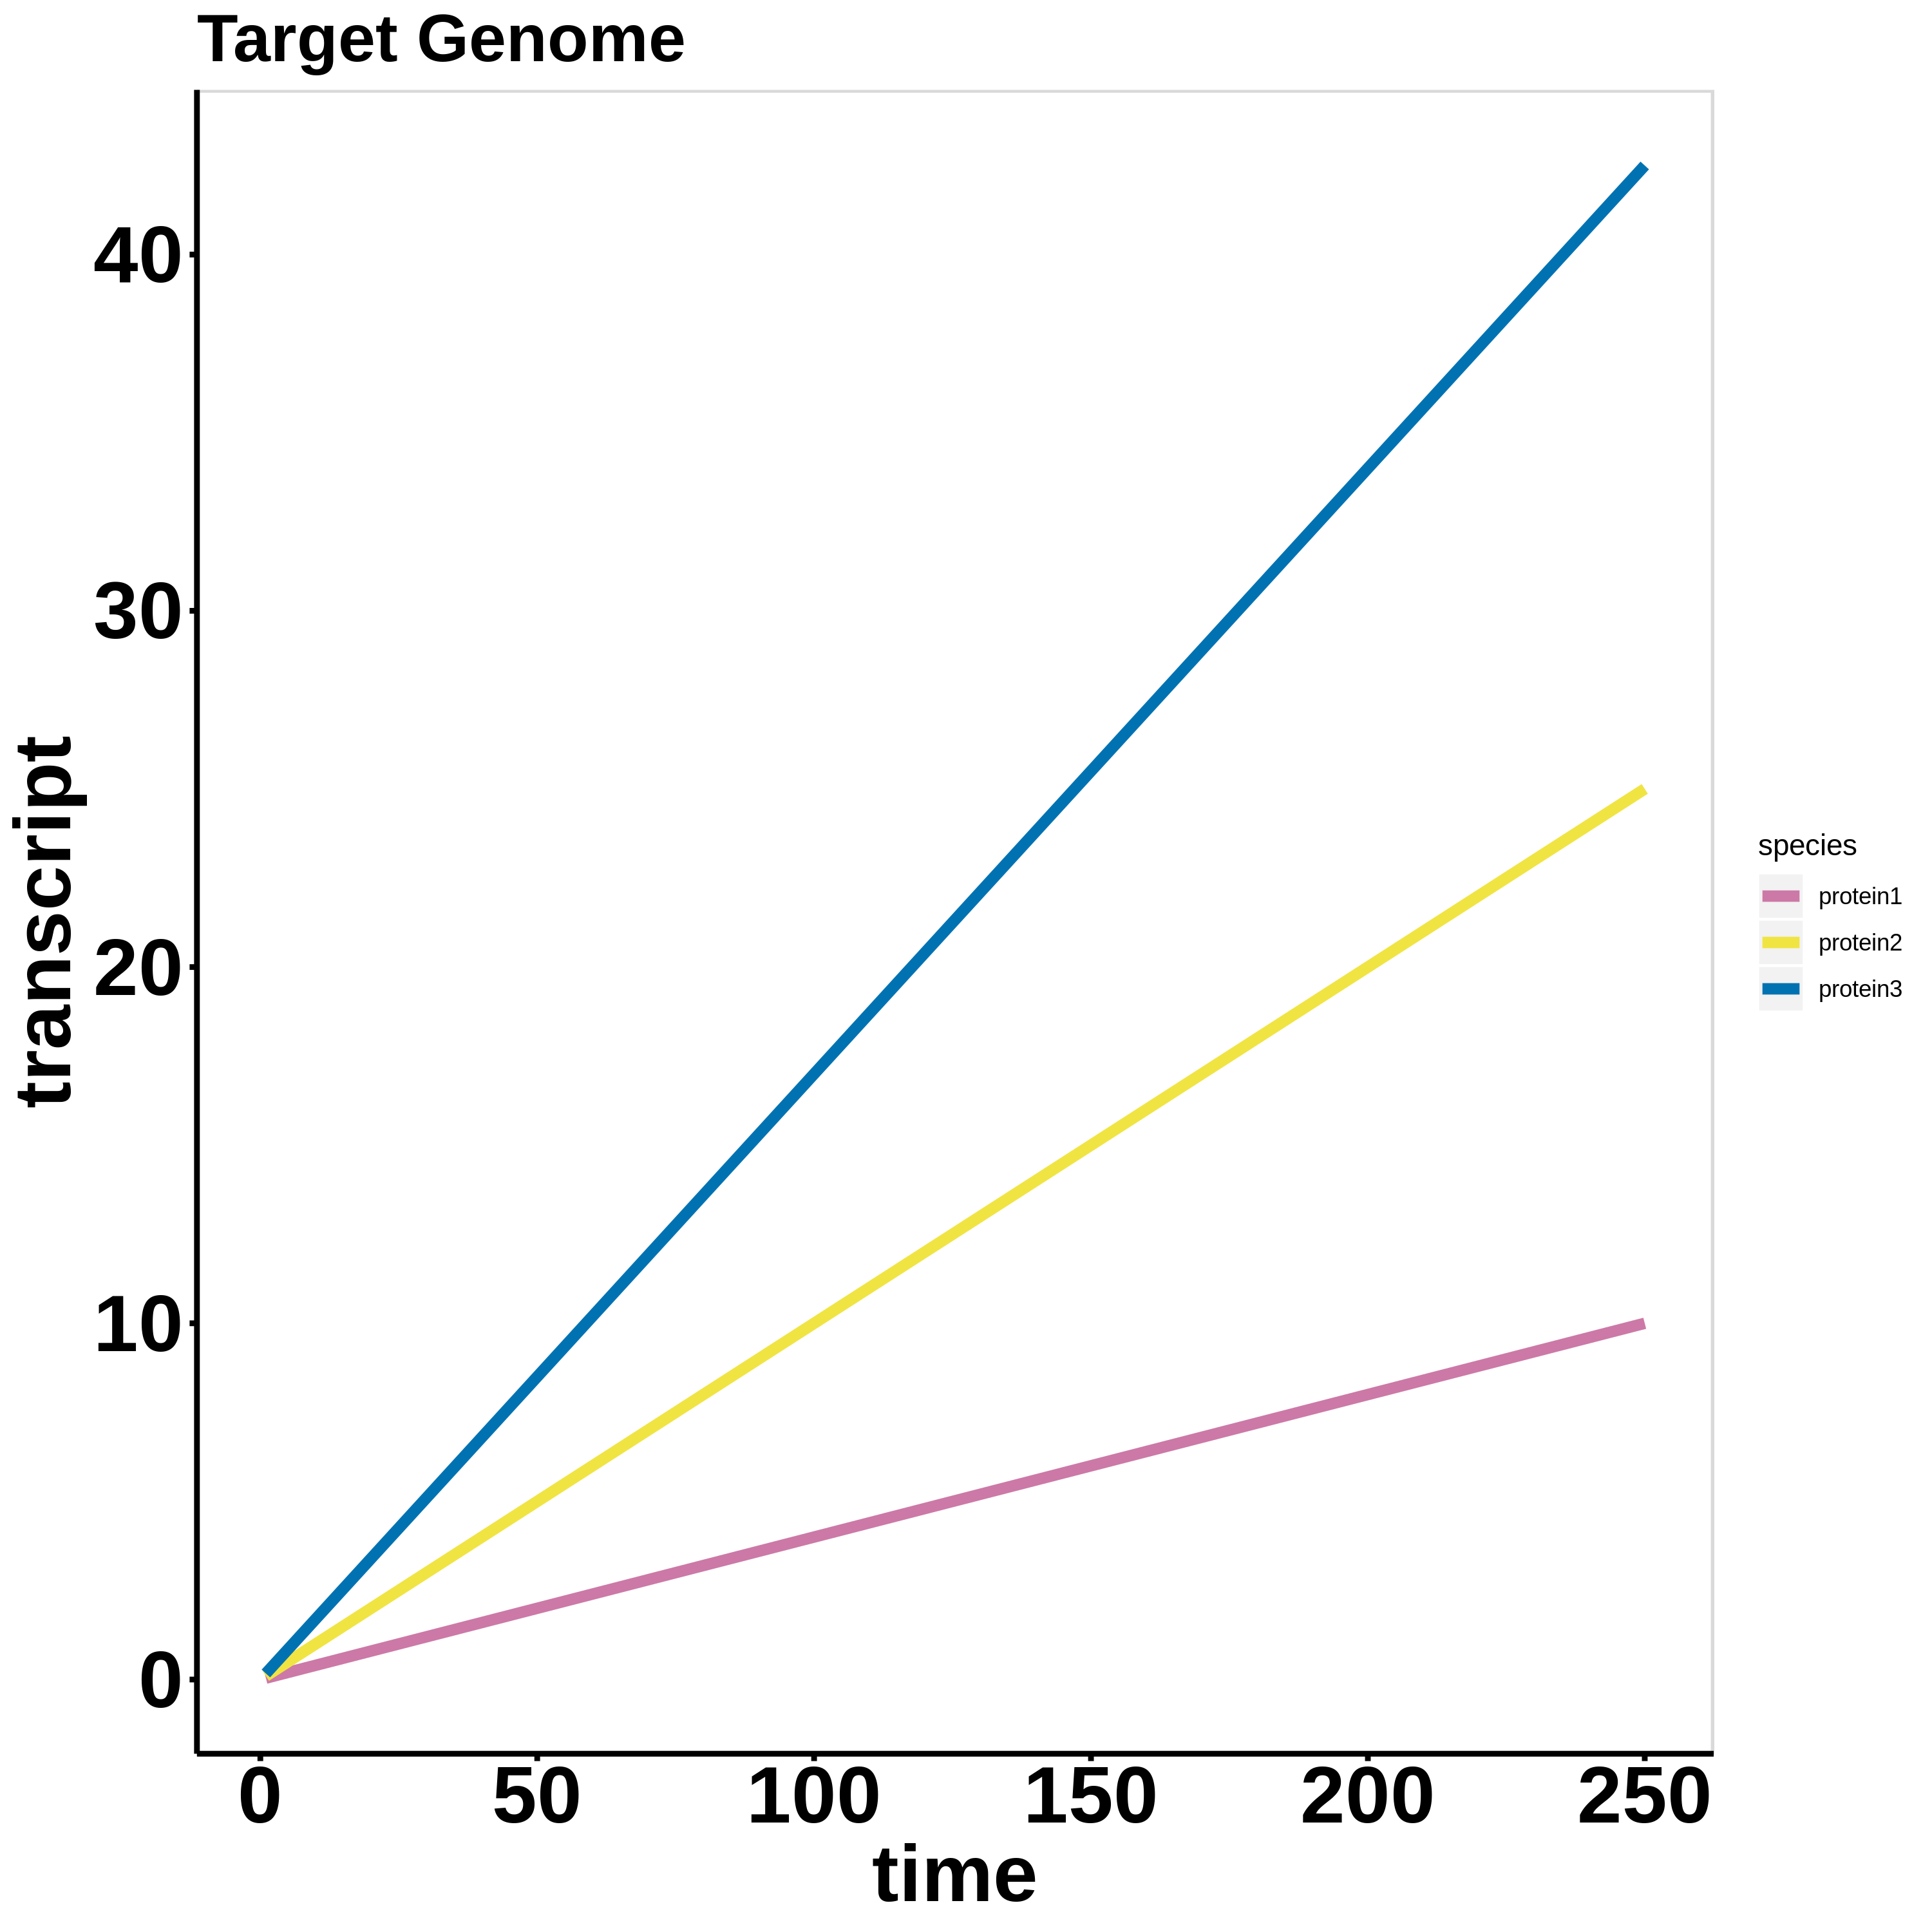 Target Genome
transcript
40
30
20
10
0
0 50 100 150 200 250
time
species
protein1
protein2
protein3